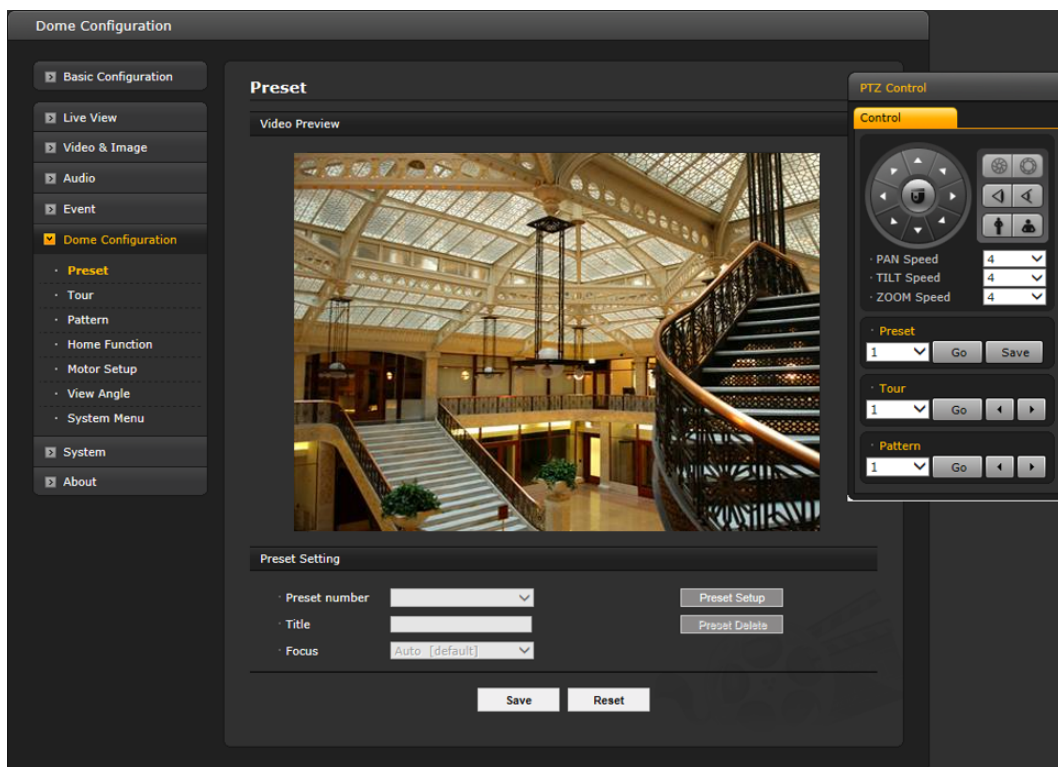 Dome Configuration
Basic Configuration
Live View
Video & Image
Audio
Event
Dome Configuration
· Preset
· Tour
· Pattern
· Home Function
· Motor Setup
· View Angle
· System Menu
System
About
Preset
Video Preview
Preset Setting
· Preset number
Preset Setup
· Title
Preset Delete
· Focus Auto [default]
Save Reset
PTZ Control
Control
· PAN Speed 4
· TILT Speed 4
· ZOOM Speed 4
· Preset
1 Go Save
· Tour
1 Go
· Pattern
1 Go